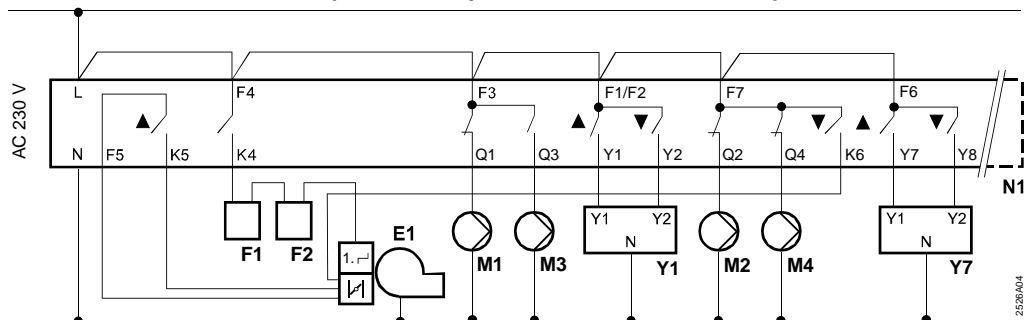 AC 230 V
L F4 F3 F1/F2 F7 F6
N F5 K5 K4 Q1 Q3 Y1 Y2 Q2 Q4 K6 Y7 Y8
N1
Y1 Y2 Y1 Y2
N N
F1 F2 E1 M1 M3 Y1 M2 M4 Y7
1.
2526A04